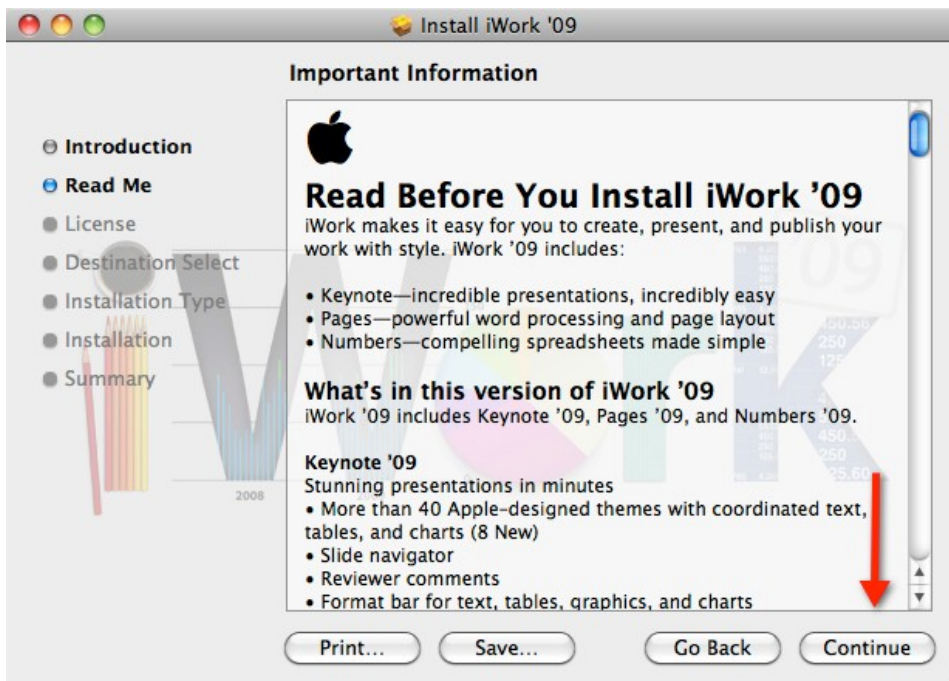 Install iWork '09
Important Information
Introduction
Read Me
License
Destination Select
Installation Type
Installation
Summary
Read Before You Install iWork ’09
iWork makes it easy for you to create, present, and publish your
work with style. iWork ’09 includes:
• Keynote—incredible presentations, incredibly easy
• Pages—powerful word processing and page layout
• Numbers—compelling spreadsheets made simple
What’s in this version of iWork ’09
iWork ’09 includes Keynote ’09, Pages ’09, and Numbers ’09.
Keynote ’09
Stunning presentations in minutes
• More than 40 Apple-designed themes with coordinated text,
tables, and charts (8 New)
• Slide navigator
• Reviewer comments
• Format bar for text, tables, graphics, and charts
iWork
'09
2008
Print...
Save...
Go Back
Continue